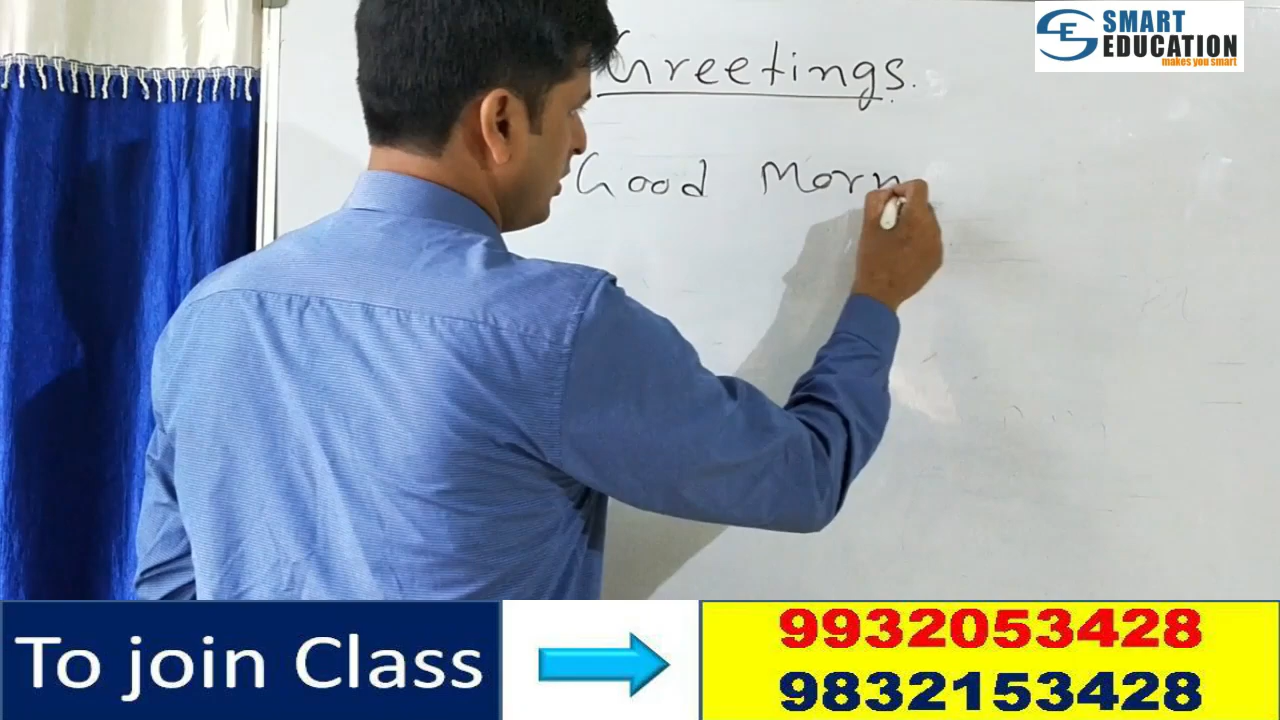 SMART
EDUCATION
makes you smart
Greetings.
Good Morn
To join Class
9932053428
9832153428